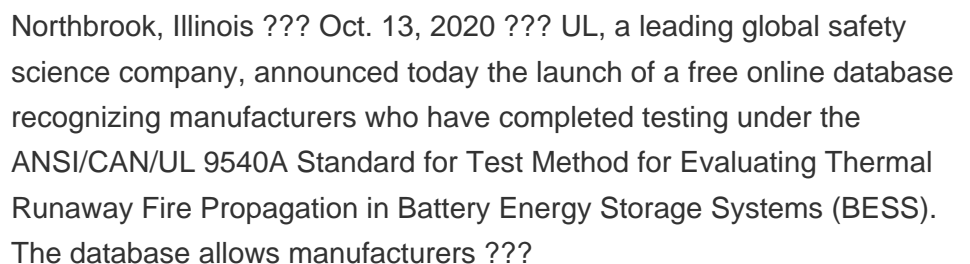 Northbrook, Illinois ??? Oct. 13, 2020 ??? UL, a leading global safety
science company, announced today the launch of a free online database
recognizing manufacturers who have completed testing under the
ANSI/CAN/UL 9540A Standard for Test Method for Evaluating Thermal
Runaway Fire Propagation in Battery Energy Storage Systems (BESS).
The database allows manufacturers ???